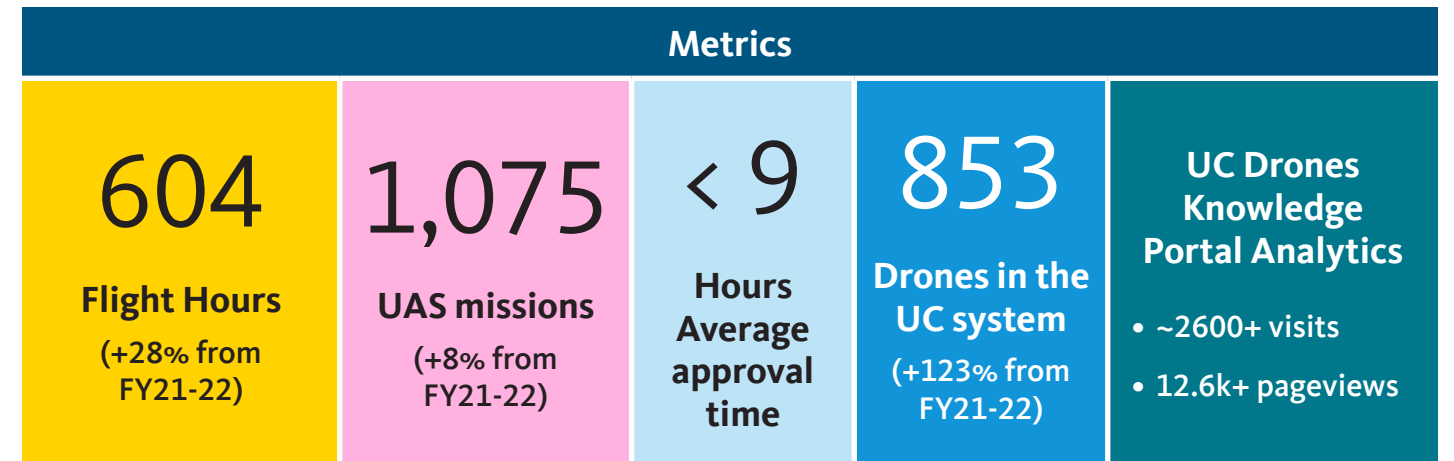 Metrics
604
Flight Hours
(+28% from
FY21-22)
1,075
UAS missions
(+8% from
FY21-22)
< 9
Hours
Average
approval
time
853
Drones in the
UC system
(+123% from
FY21-22)
UC Drones
Knowledge
Portal Analytics
• ~2600+ visits
• 12.6k+ pageviews